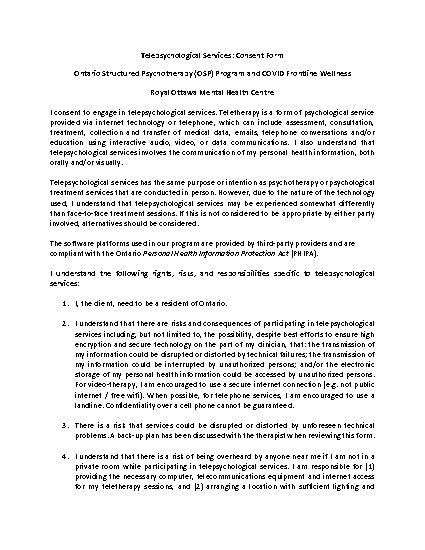 Telepsychological Services: Consent Form
Ontario Structured Psychotherapy (OSP) Program and COVID Frontline Wellness
Royal Ottawa Mental Health Centre
I consent to engage in telepsychological services. Teletherapy is a form of psychological service
provided via internet technology or telephone, which can include assessment, consultation,
treatment, collection and transfer of medical data, emails, telephone conversations and/or
education using interactive audio, video, or data communications. I also understand that
telepsychological services involves the communication of my personal health information, both
orally and/or visually.
Telepsychological services has the same purpose or intention as psychotherapy or psychological
treatment services that are conducted in person. However, due to the nature of the technology
used, I understand that telepsychological services may be experienced somewhat differently
than face-to-face treatment sessions. If this is not considered to be appropriate by either party
involved, alternatives should be considered.
The software platforms used in our program are provided by third-party providers and are
compliant with the Ontario Personal Health Information Protection Act (PHIPA).
I understand the following rights, risks, and responsibilities specific to telepsychological
services:
1. I, the client, need to be a resident of Ontario.
2. I understand that there are risks and consequences of participating in telepsychological
services including, but not limited to, the possibility, despite best efforts to ensure high
encryption and secure technology on the part of my clinician, that: the transmission of
my information could be disrupted or distorted by technical failures; the transmission of
my information could be interrupted by unauthorized persons; and/or the electronic
storage of my personal health information could be accessed by unauthorized persons.
For video-therapy, I am encouraged to use a secure internet connection (e.g. not public
internet / free wifi). When possible, for telephone services, I am encouraged to use a
landline. Confidentiality over a cell phone cannot be guaranteed.
3. There is a risk that services could be disrupted or distorted by unforeseen technical
problems. A back-up plan has been discussed with the therapist when reviewing this form.
4. I understand that there is a risk of being overheard by anyone near me if I am not in a
private room while participating in telepsychological services. I am responsible for (1)
providing the necessary computer, telecommunications equipment and internet access
for my teletherapy sessions, and (2) arranging a location with sufficient lighting and